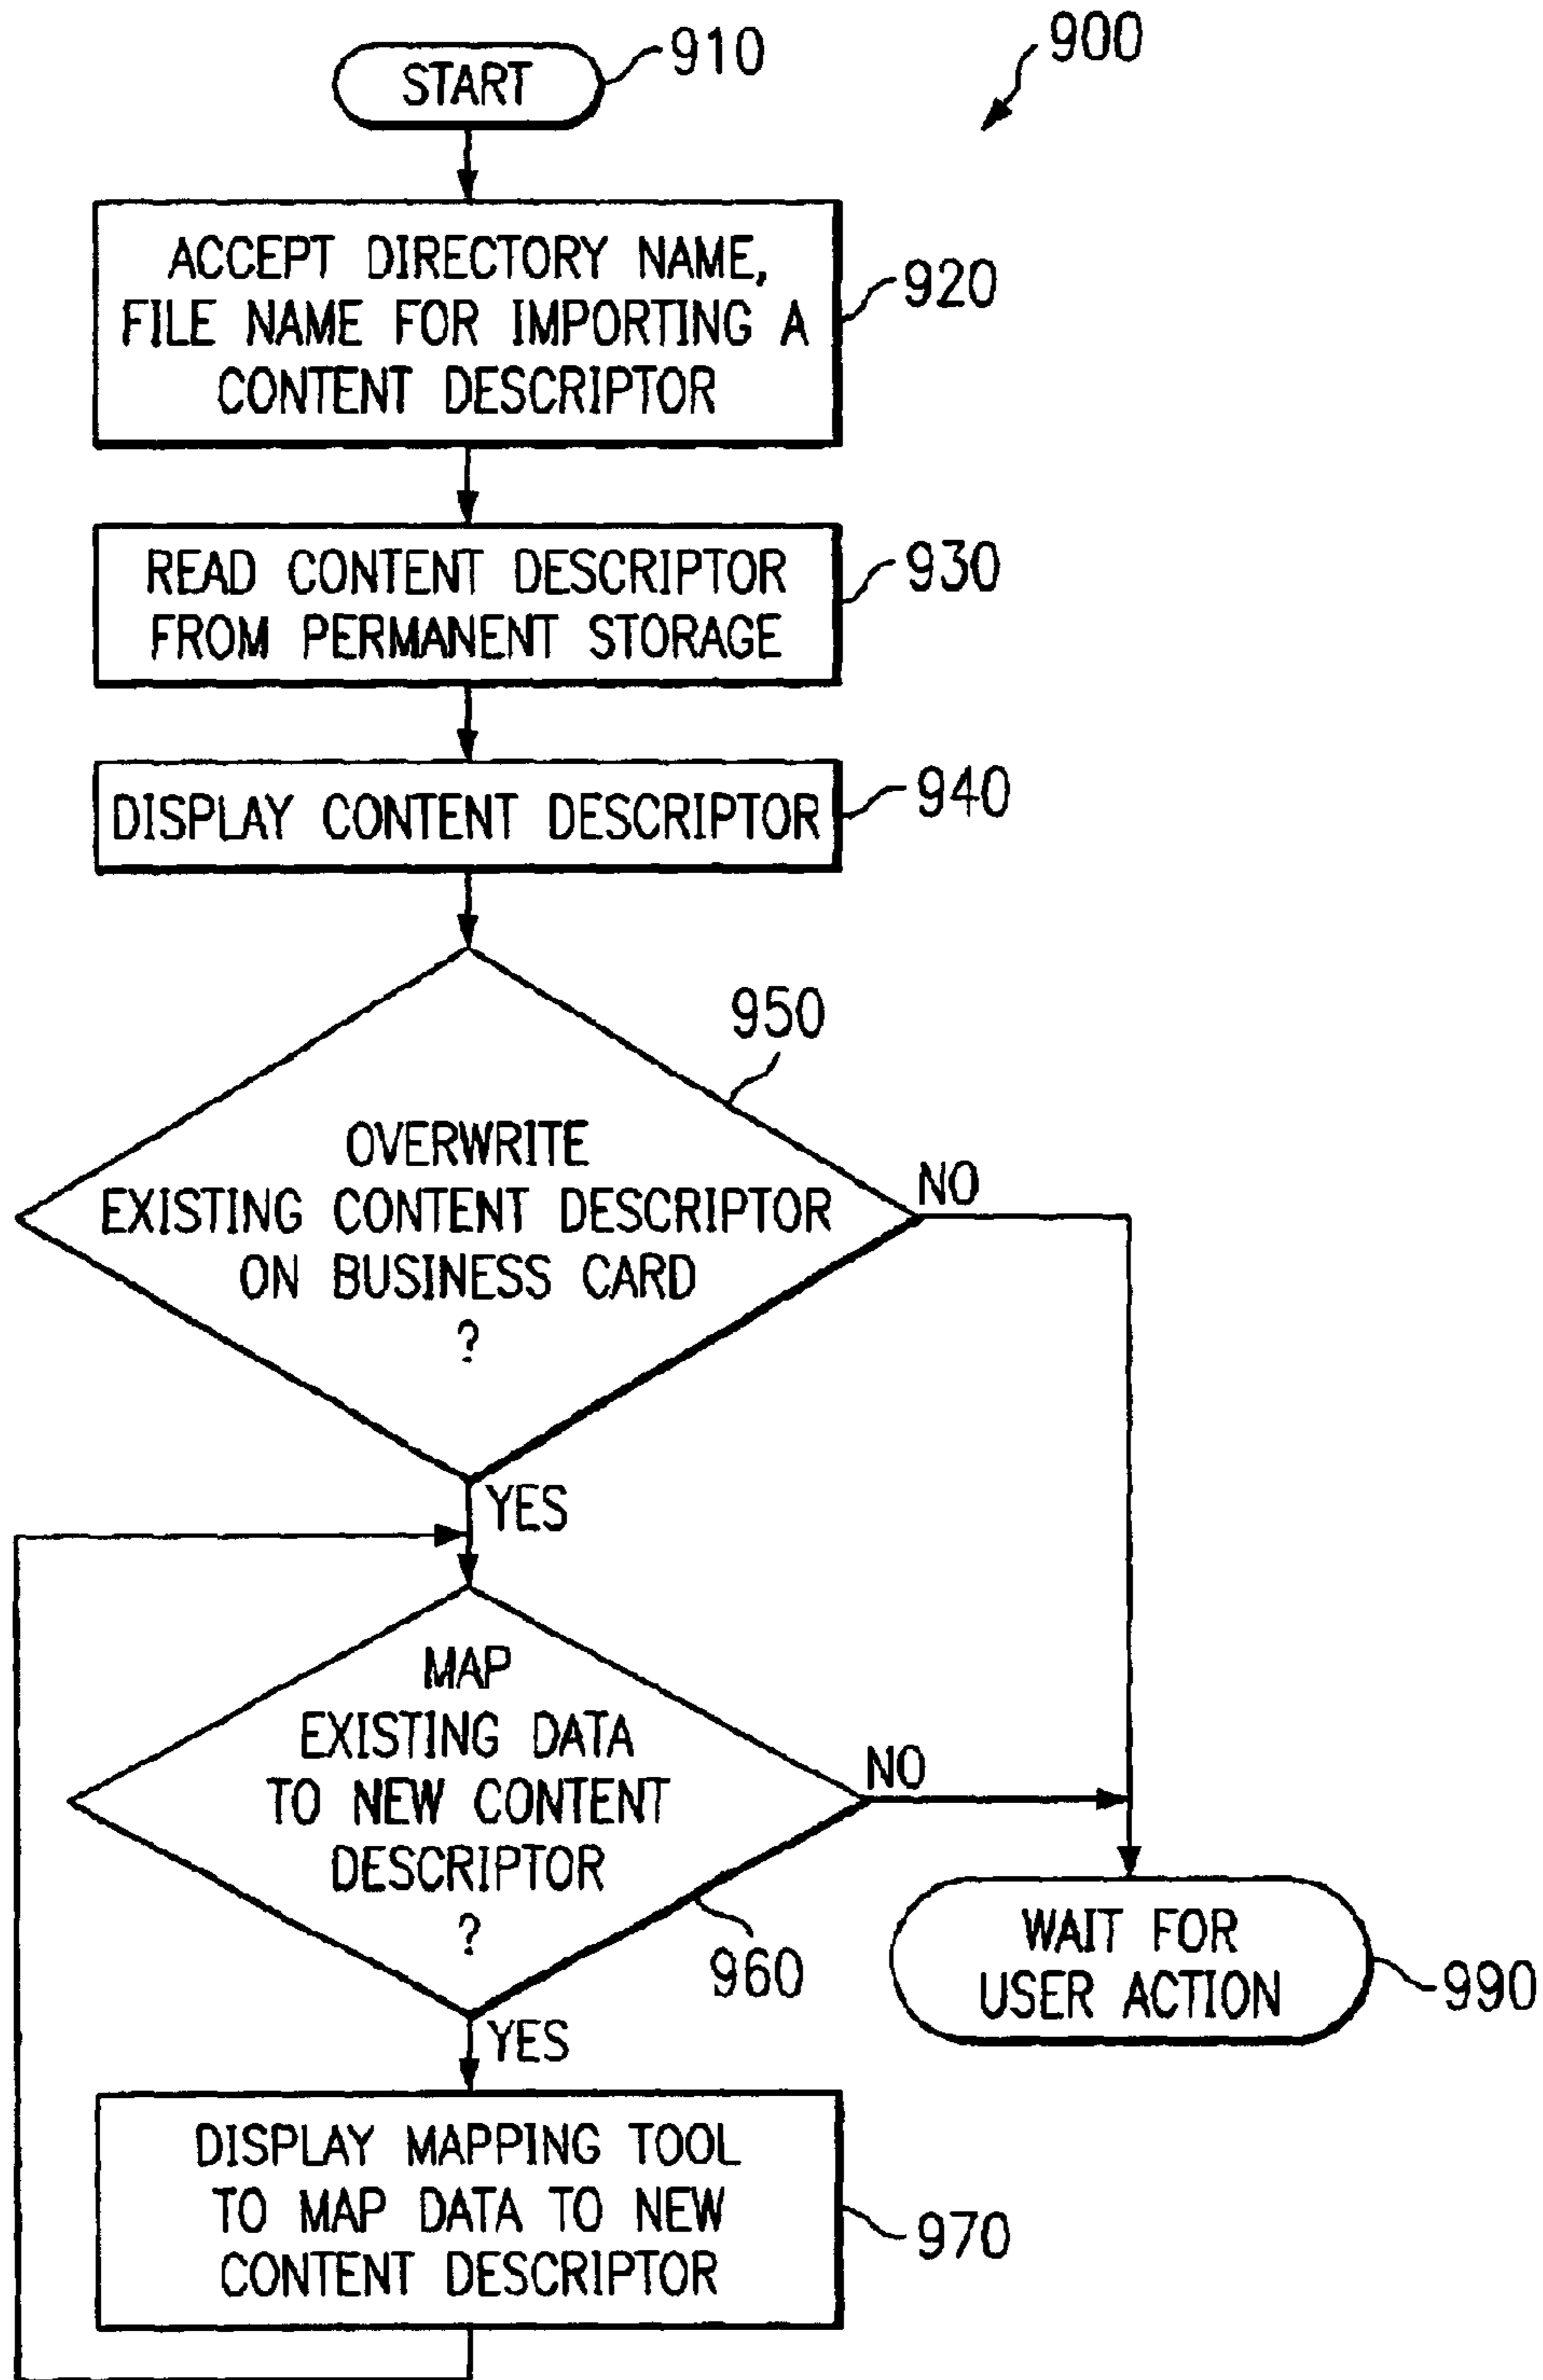 900
START
910
ACCEPT DIRECTORY NAME,
FILE NAME FOR IMPORTING A
CONTENT DESCRIPTOR
920
READ CONTENT DESCRIPTOR
FROM PERMANENT STORAGE
930
DISPLAY CONTENT DESCRIPTOR
940
950
OVERWRITE
EXISTING CONTENT DESCRIPTOR
ON BUSINESS CARD
?
NO
YES
MAP
EXISTING DATA
TO NEW CONTENT
DESCRIPTOR
?
NO
960
YES
WAIT FOR
USER ACTION
990
DISPLAY MAPPING TOOL
TO MAP DATA TO NEW
CONTENT DESCRIPTOR
970